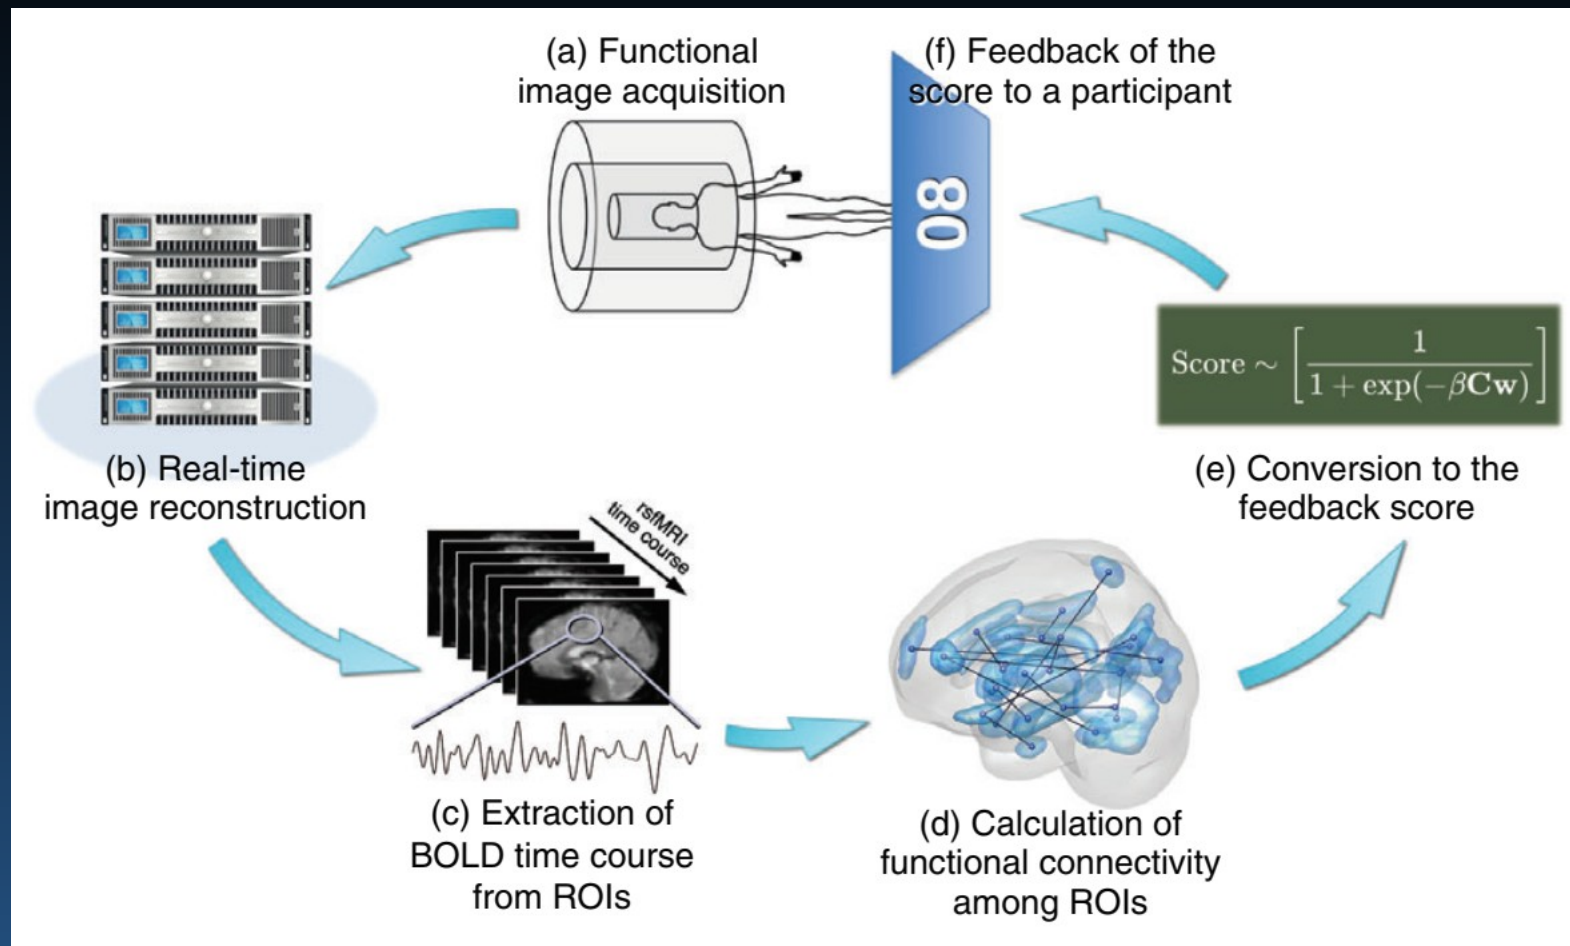 (a) Functional
image acquisition
(f) Feedback of the
score to a participant
08
Score ~ [ 1 / (1 + exp(−βCw)) ]
(b) Real-time
image reconstruction
rsfMRI
time course
(c) Extraction of
BOLD time course
from ROIs
(d) Calculation of
functional connectivity
among ROIs
(e) Conversion to the
feedback score